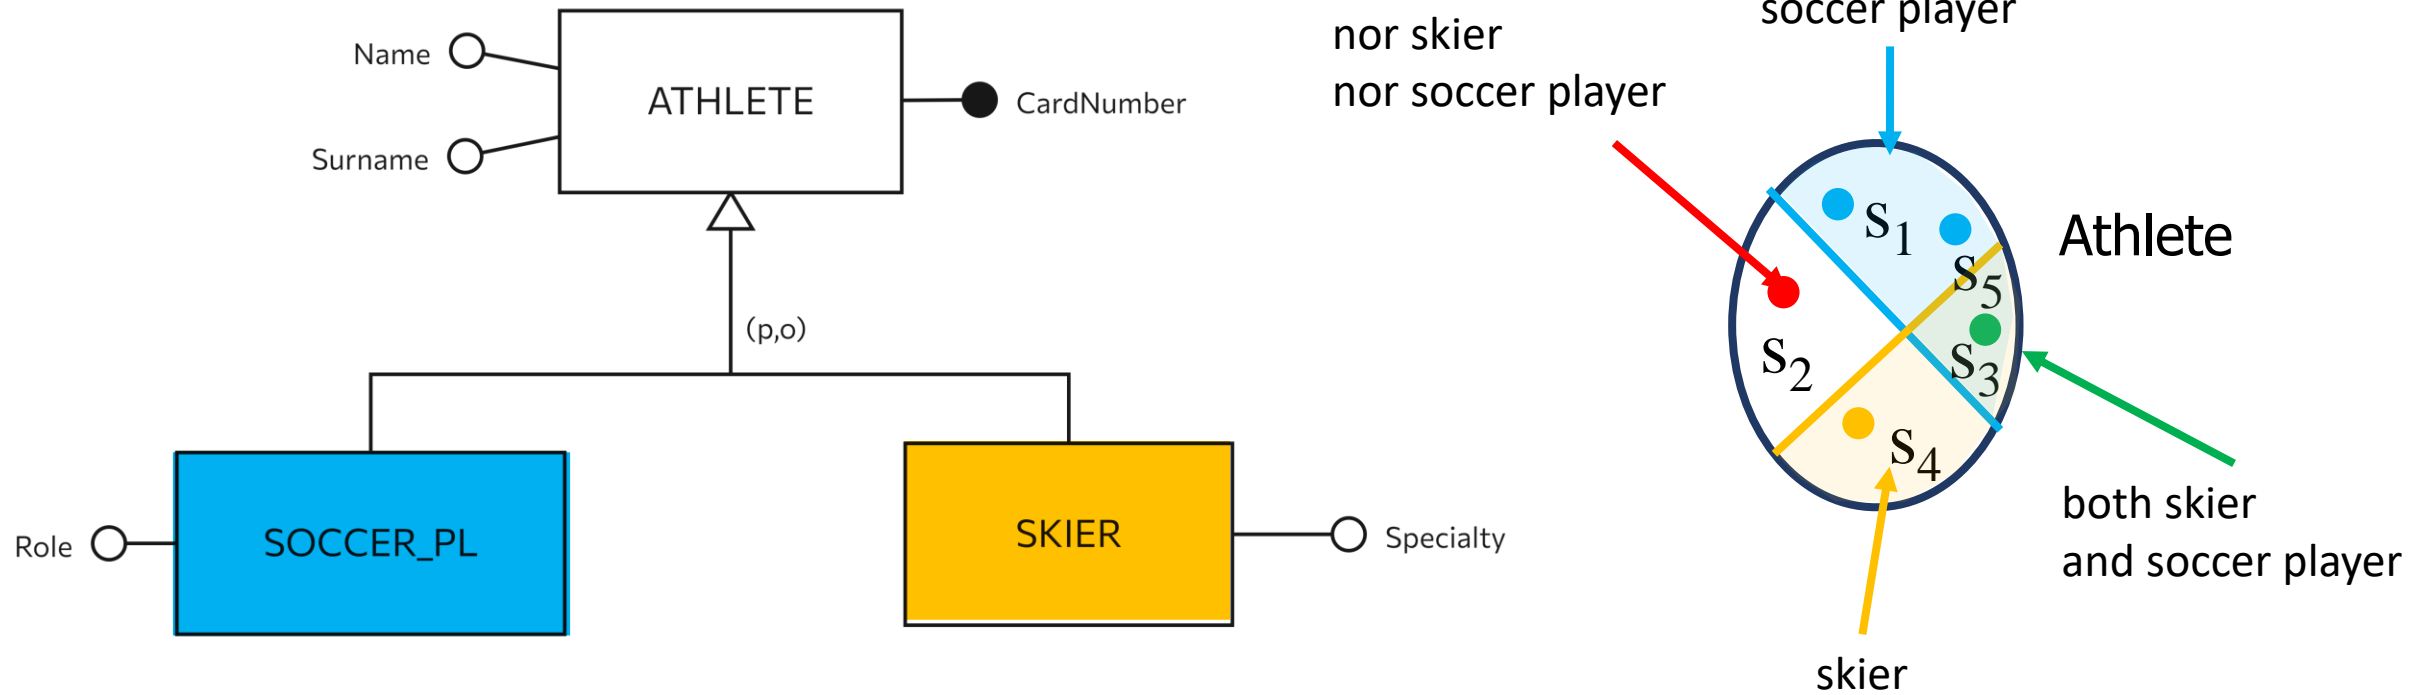 Name
Surname
ATHLETE
CardNumber
(p,o)
SOCCER_PL
Role
SKIER
Specialty
nor skier
nor soccer player
soccer player
s1
s5
Athlete
s2
s3
s4
both skier
and soccer player
skier